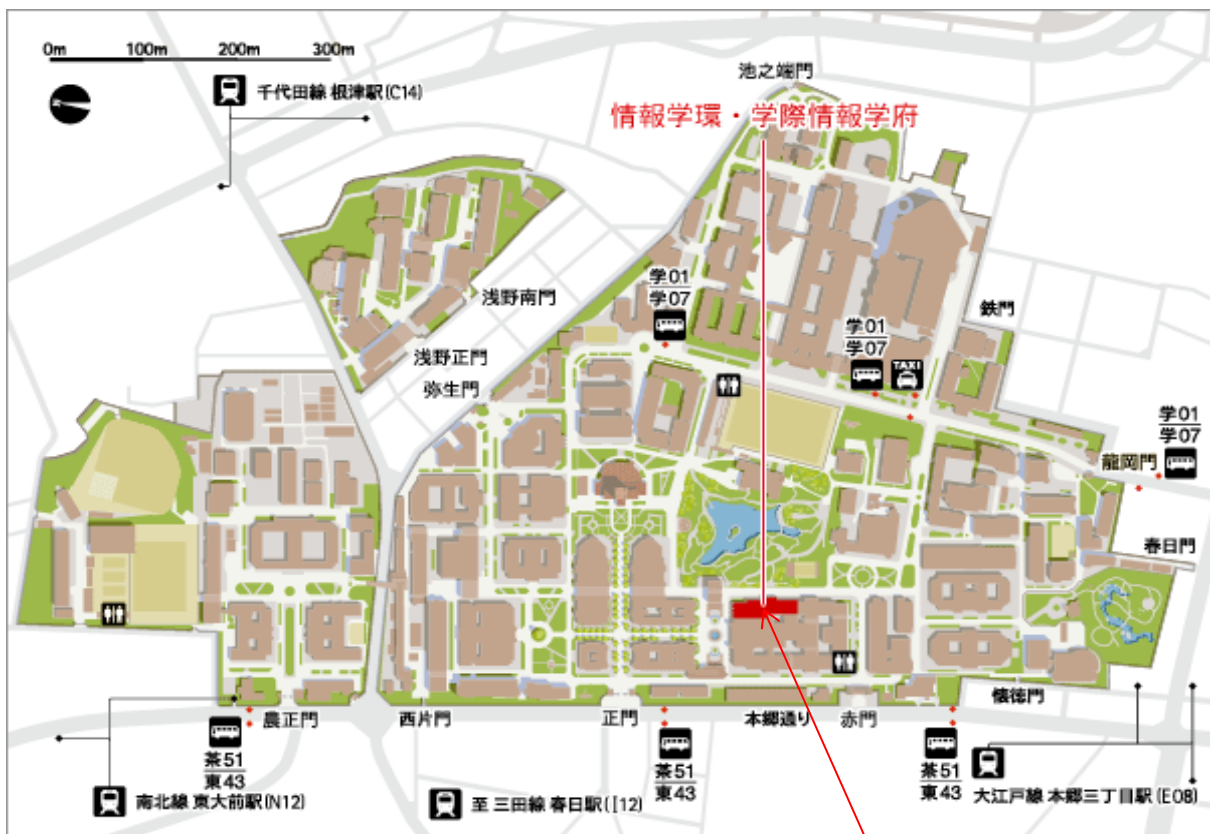 0m 100m 200m 300m
千代田線 根津駅(C14)
池之端門
情報学環・学際情報学府
浅野南門
学01
学07
鉄門
学01
学07
TAXI
浅野正門
弥生門
学01
学07
龍岡門
春日門
懐徳門
農正門
西片門
正門
本郷通り
赤門
茶51
東43
茶51
東43
茶51
東43
南北線 東大前駅(N12)
至 三田線 春日駅(I12)
大江戸線 本郷三丁目駅(E08)